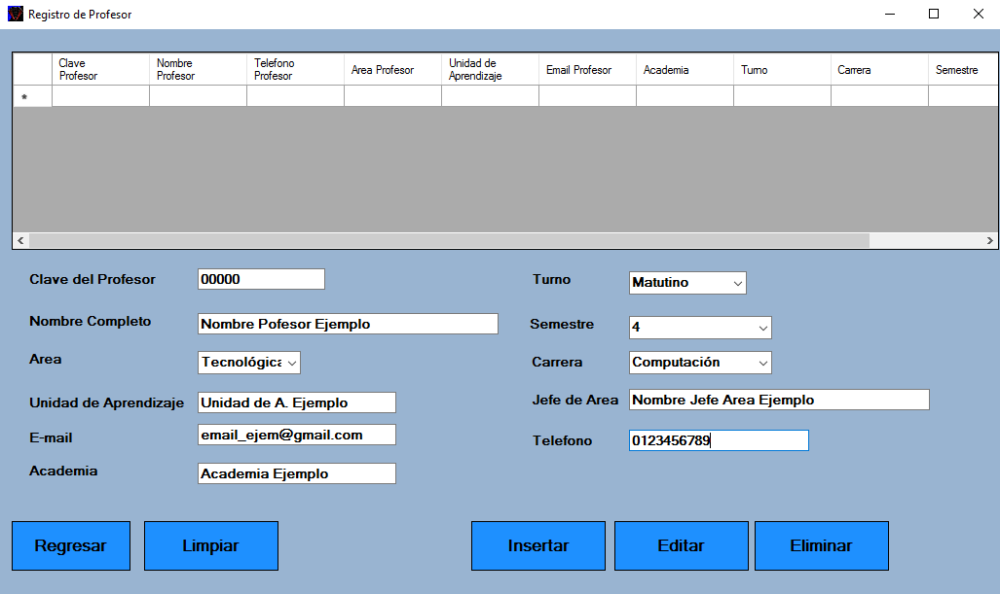 Registro de Profesor
Clave Profesor
Nombre Profesor
Telefono Profesor
Area Profesor
Unidad de Aprendizaje
Email Profesor
Academia
Turno
Carrera
Semestre
*
Clave del Profesor 00000
Turno Matutino
Nombre Completo Nombre Pofesor Ejemplo
Semestre 4
Area Tecnológica
Carrera Computación
Unidad de Aprendizaje Unidad de A. Ejemplo
Jefe de Area Nombre Jefe Area Ejemplo
E-mail email_ejem@gmail.com
Telefono 0123456789
Academia Academia Ejemplo
Regresar
Limpiar
Insertar
Editar
Eliminar